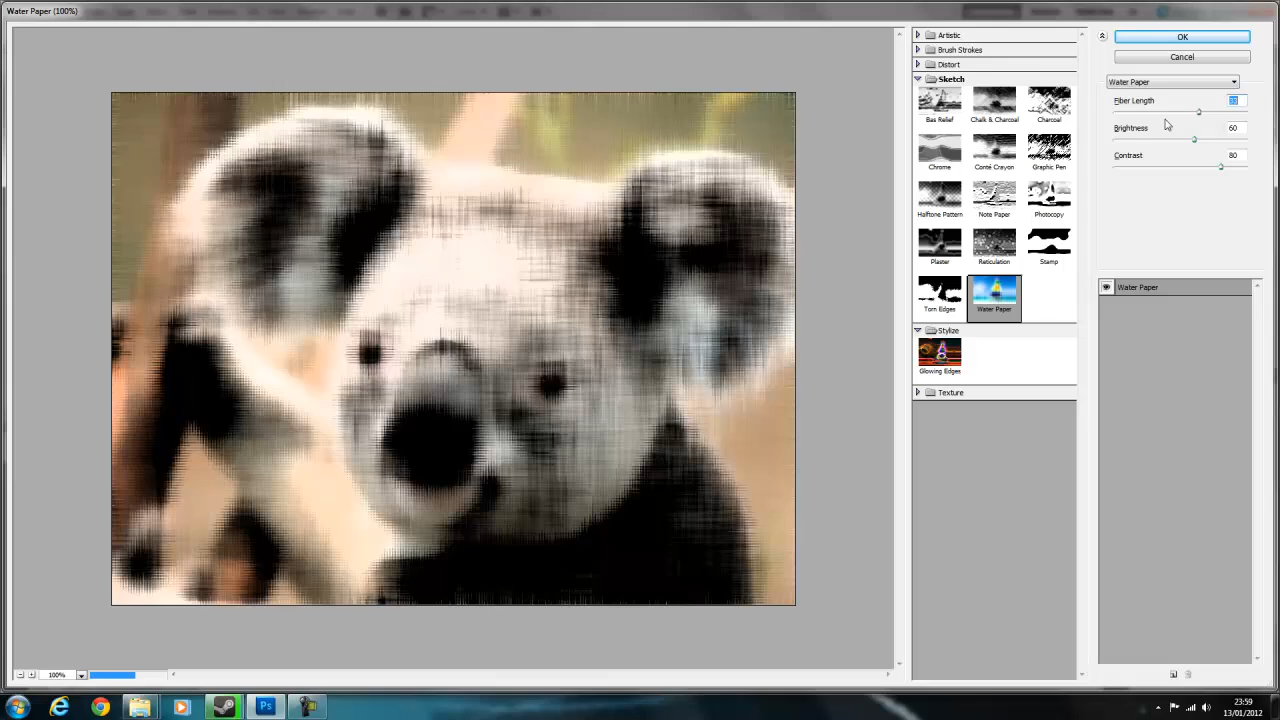 Water Paper (100%)
Artistic
Brush Strokes
Distort
Sketch
Bas Relief
Chalk & Charcoal
Charcoal
Chrome
Conté Crayon
Graphic Pen
Halftone Pattern
Note Paper
Photocopy
Plaster
Reticulation
Stamp
Torn Edges
Water Paper
Stylize
Glowing Edges
Texture
OK
Cancel
Water Paper
Fiber Length
Brightness 60
Contrast 80
Water Paper
100%
Ps
23:59
13/01/2012